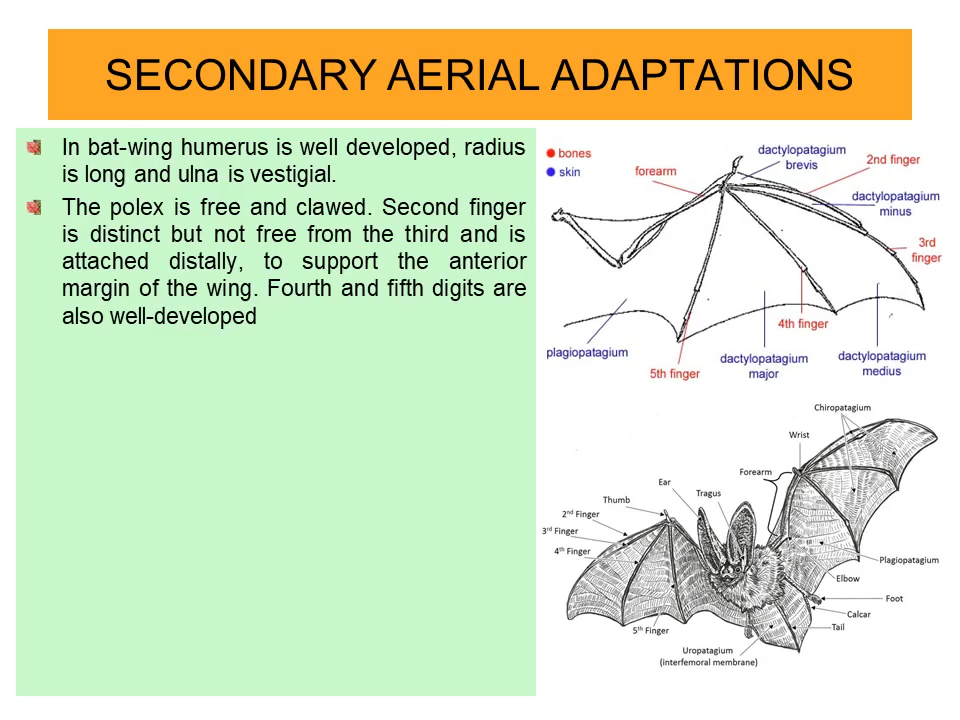 SECONDARY AERIAL ADAPTATIONS
In bat-wing humerus is well developed, radius
is long and ulna is vestigial.
The polex is free and clawed. Second finger
is distinct but not free from the third and is
attached distally, to support the anterior
margin of the wing. Fourth and fifth digits are
also well-developed
bones
skin
forearm
dactylopatagium
brevis
2nd finger
dactylopatagium
minus
3rd
finger
4th finger
plagiopatagium
5th finger
dactylopatagium
major
dactylopatagium
medius
Chiropatagium
Wrist
Forearm
Ear
Tragus
Thumb
2nd Finger
3rd Finger
4th Finger
Plagiopatagium
Elbow
Foot
Calcar
Tail
5th Finger
Uropatagium
(interfemoral membrane)